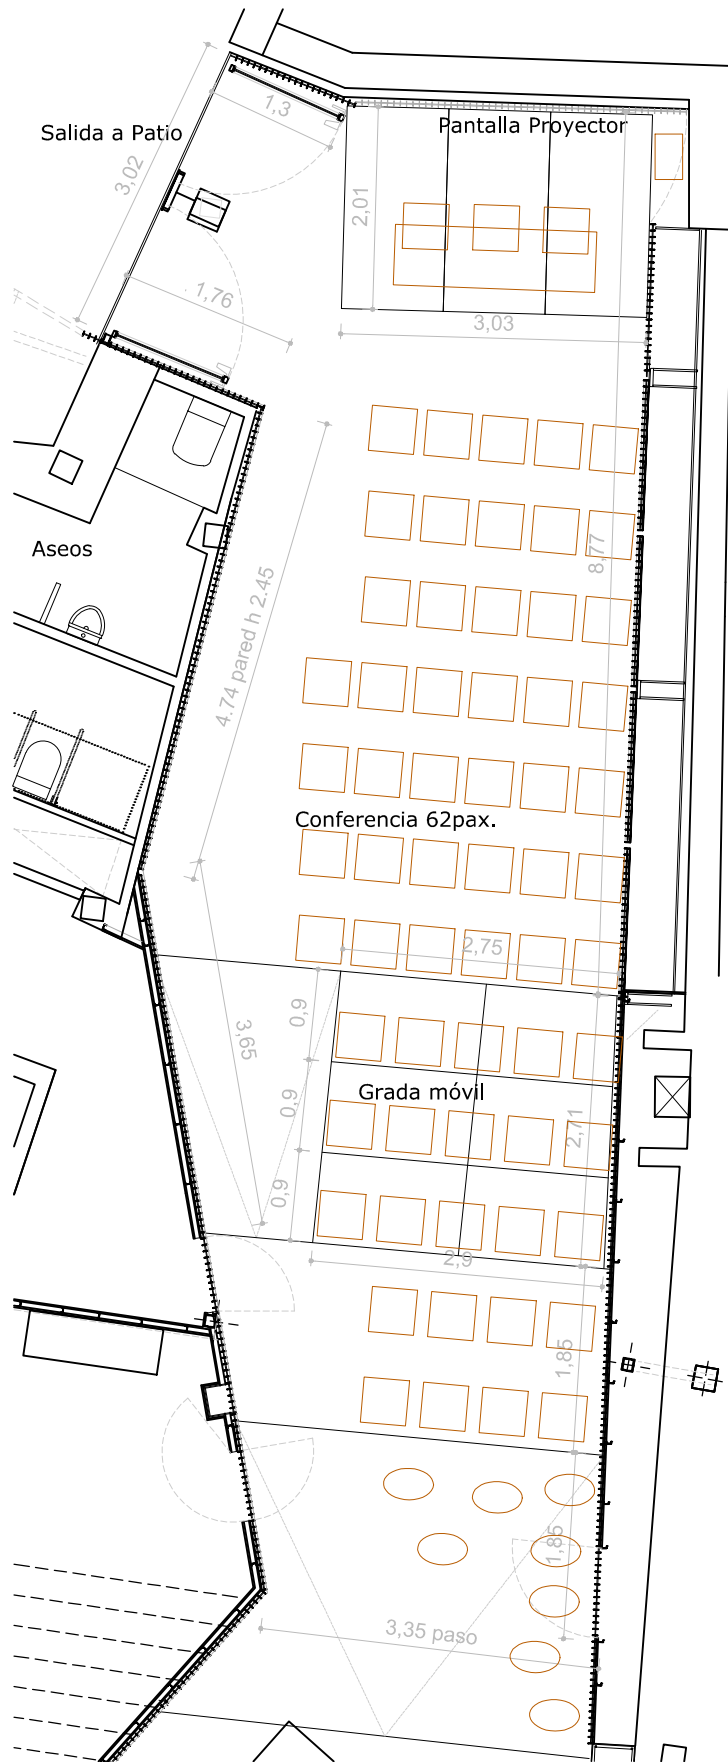 1,3
Salida a Patio
Pantalla Proyector
3,02
2,01
1,76
3,03
Aseos
8,77
4.74 pared h 2.45
Conferencia 62pax.
2,75
0,9
3,65
Grada móvil
0,9
2,71
0,9
2,9
1,85
1,85
3,35 paso